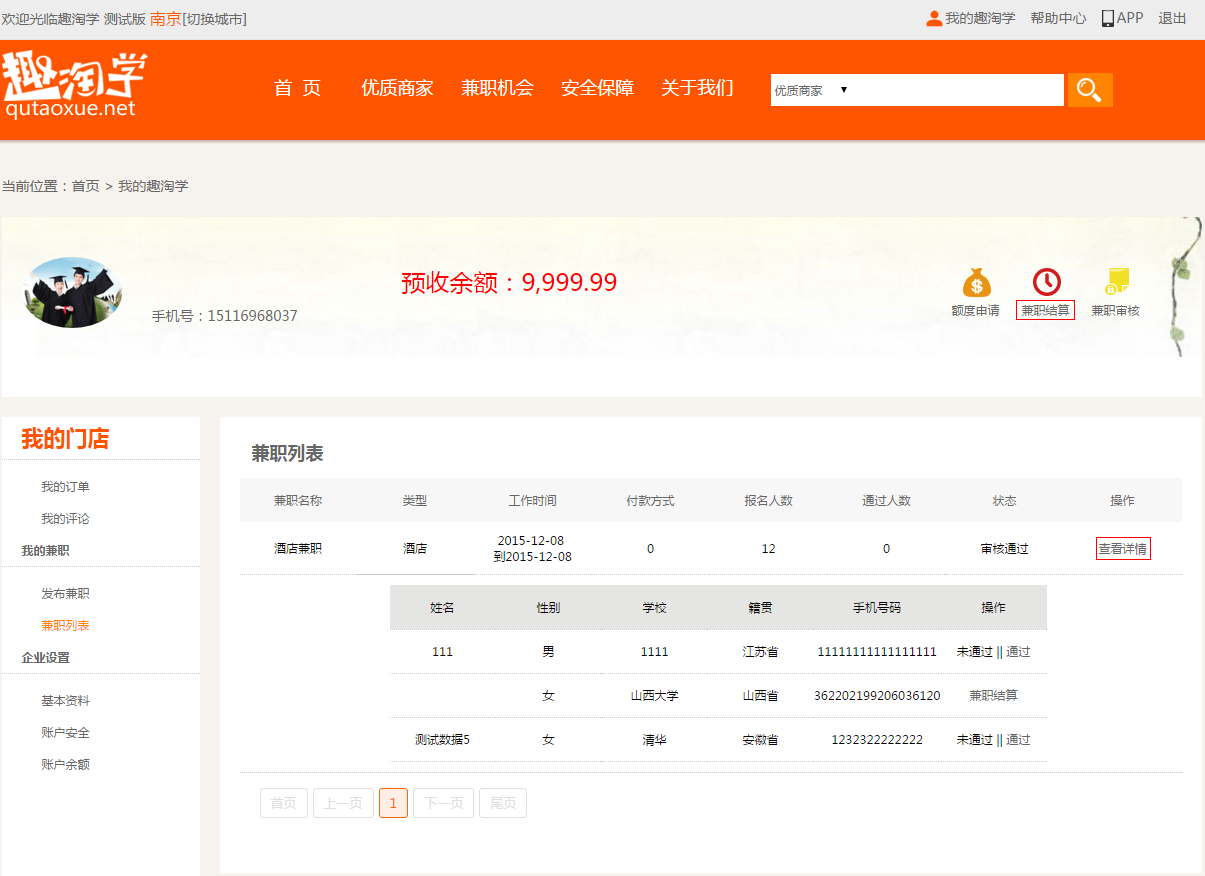 欢迎光临趣淘学 测试版 南京[切换城市] 我的趣淘学 帮助中心 APP 退出
趣淘学
qutaoxue.net
首 页 优质商家 兼职机会 安全保障 关于我们 优质商家 ▼
当前位置：首页 > 我的趣淘学
预收余额：9,999.99
手机号：15116968037
额度申请 兼职结算 兼职审核
我的门店
我的订单
我的评论
我的兼职
发布兼职
兼职列表
企业设置
基本资料
账户安全
账户余额
兼职列表
兼职名称 类型 工作时间 付款方式 报名人数 通过人数 状态 操作
酒店兼职 酒店 2015-12-08 到2015-12-08 0 12 0 审核通过 查看详情
姓名 性别 学校 籍贯 手机号码 操作
111 男 1111 江苏省 11111111111111111 未通过 || 通过
女 山西大学 山西省 362202199206036120 兼职结算
测试数据5 女 清华 安徽省 1232322222222 未通过 || 通过
首页 上一页 1 下一页 尾页